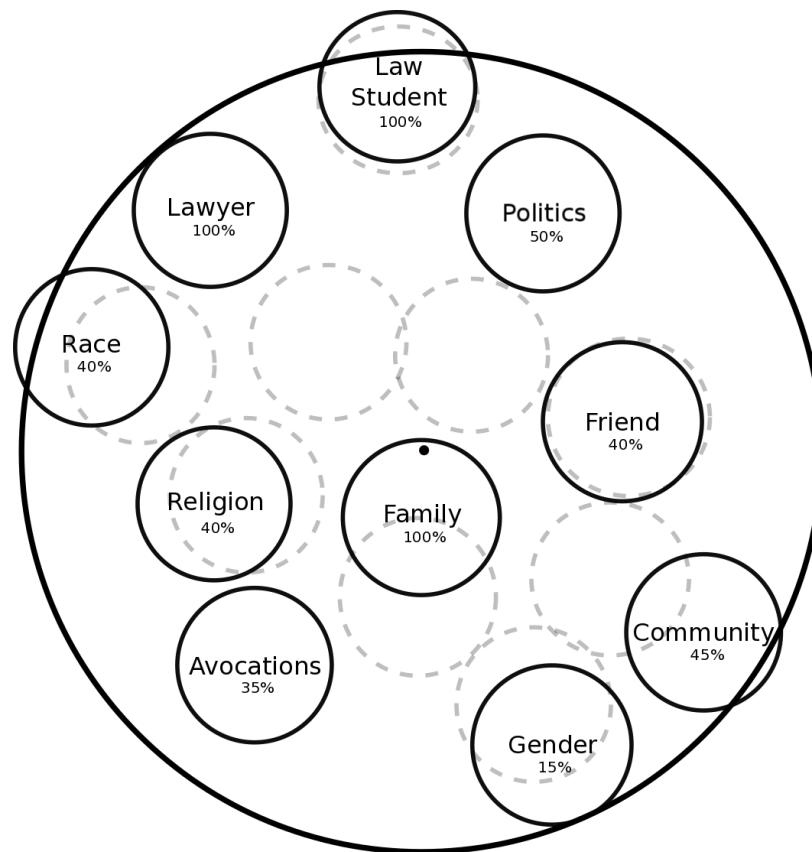 Law
Student
100%
Lawyer
100%
Politics
50%
Race
40%
Friend
40%
Religion
40%
Family
100%
Community
45%
Avocations
35%
Gender
15%